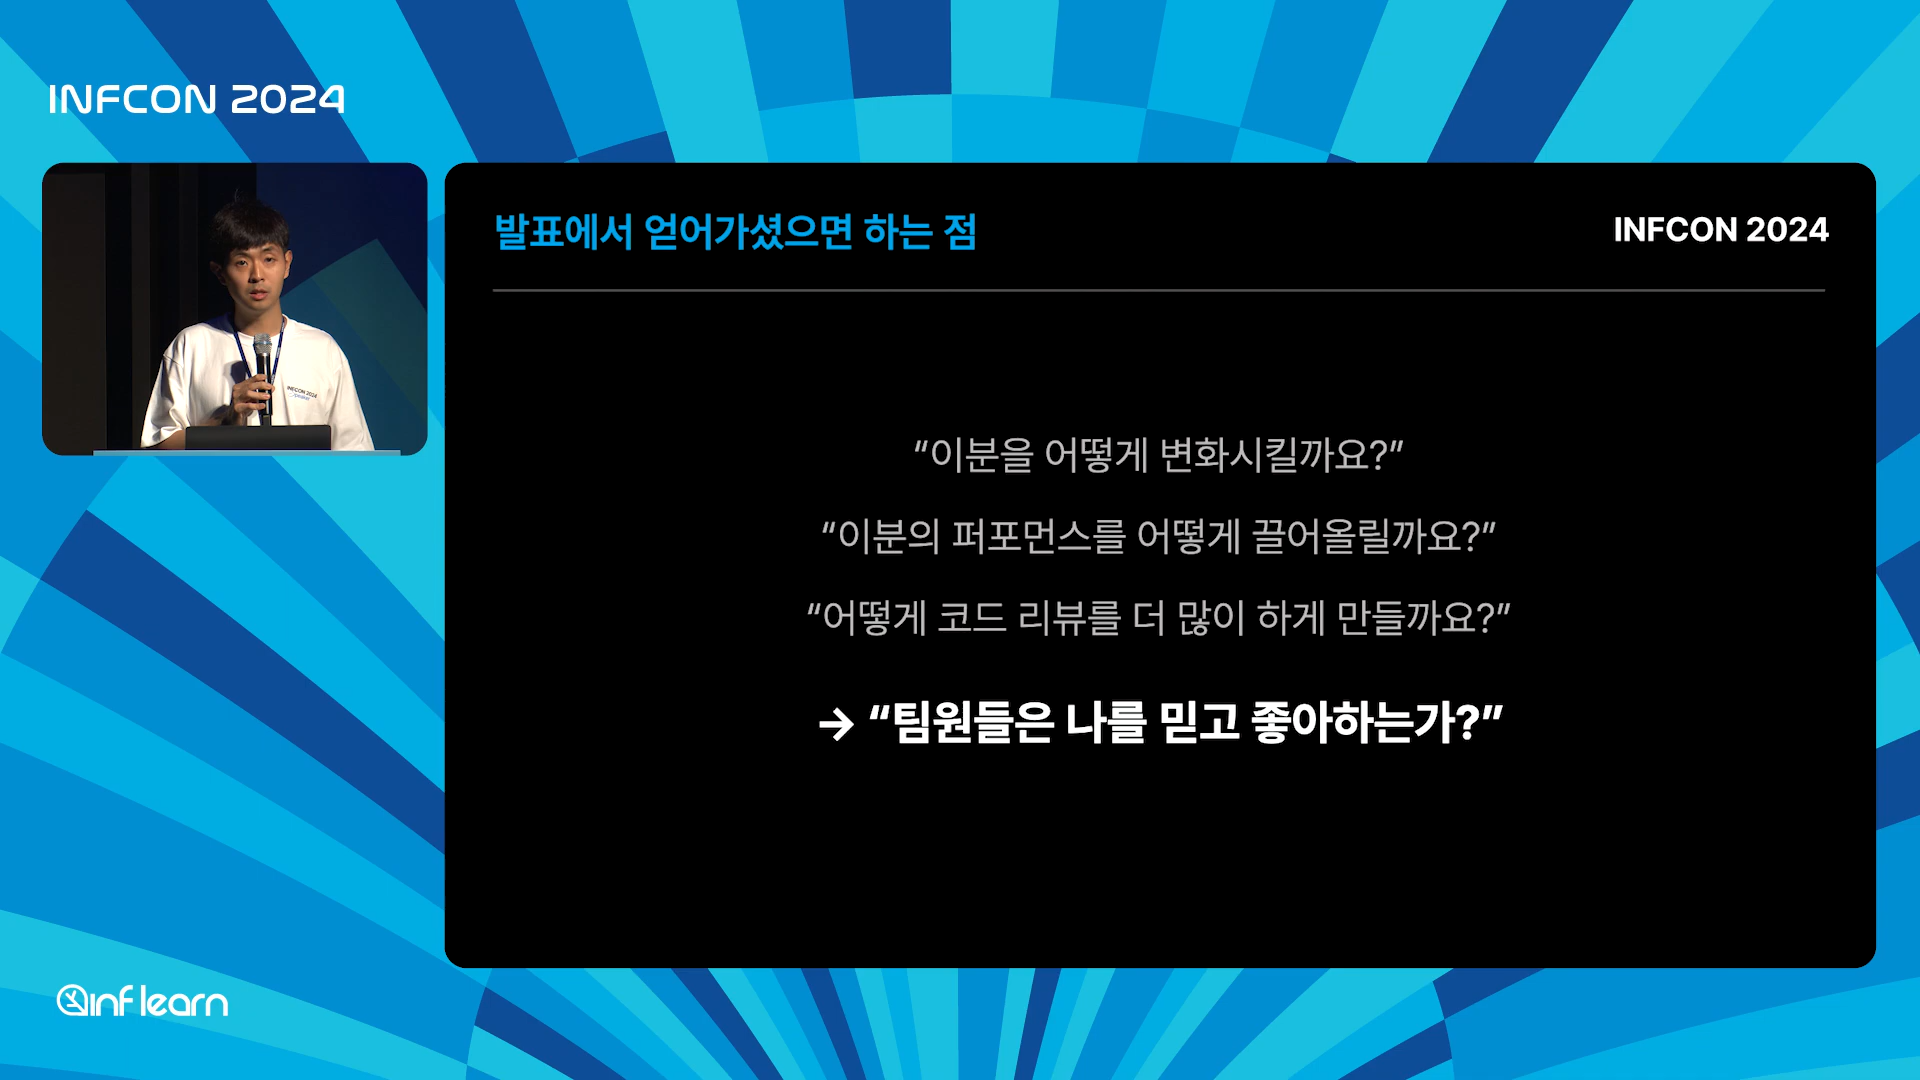 INFCON 2024
발표에서 얻어가셨으면 하는 점
INFCON 2024
“이분을 어떻게 변화시킬까요?”
“이분의 퍼포먼스를 어떻게 끌어올릴까요?”
“어떻게 코드 리뷰를 더 많이 하게 만들까요?”
→ “팀원들은 나를 믿고 좋아하는가?”
INFCON 2024
Speaker
inflearn